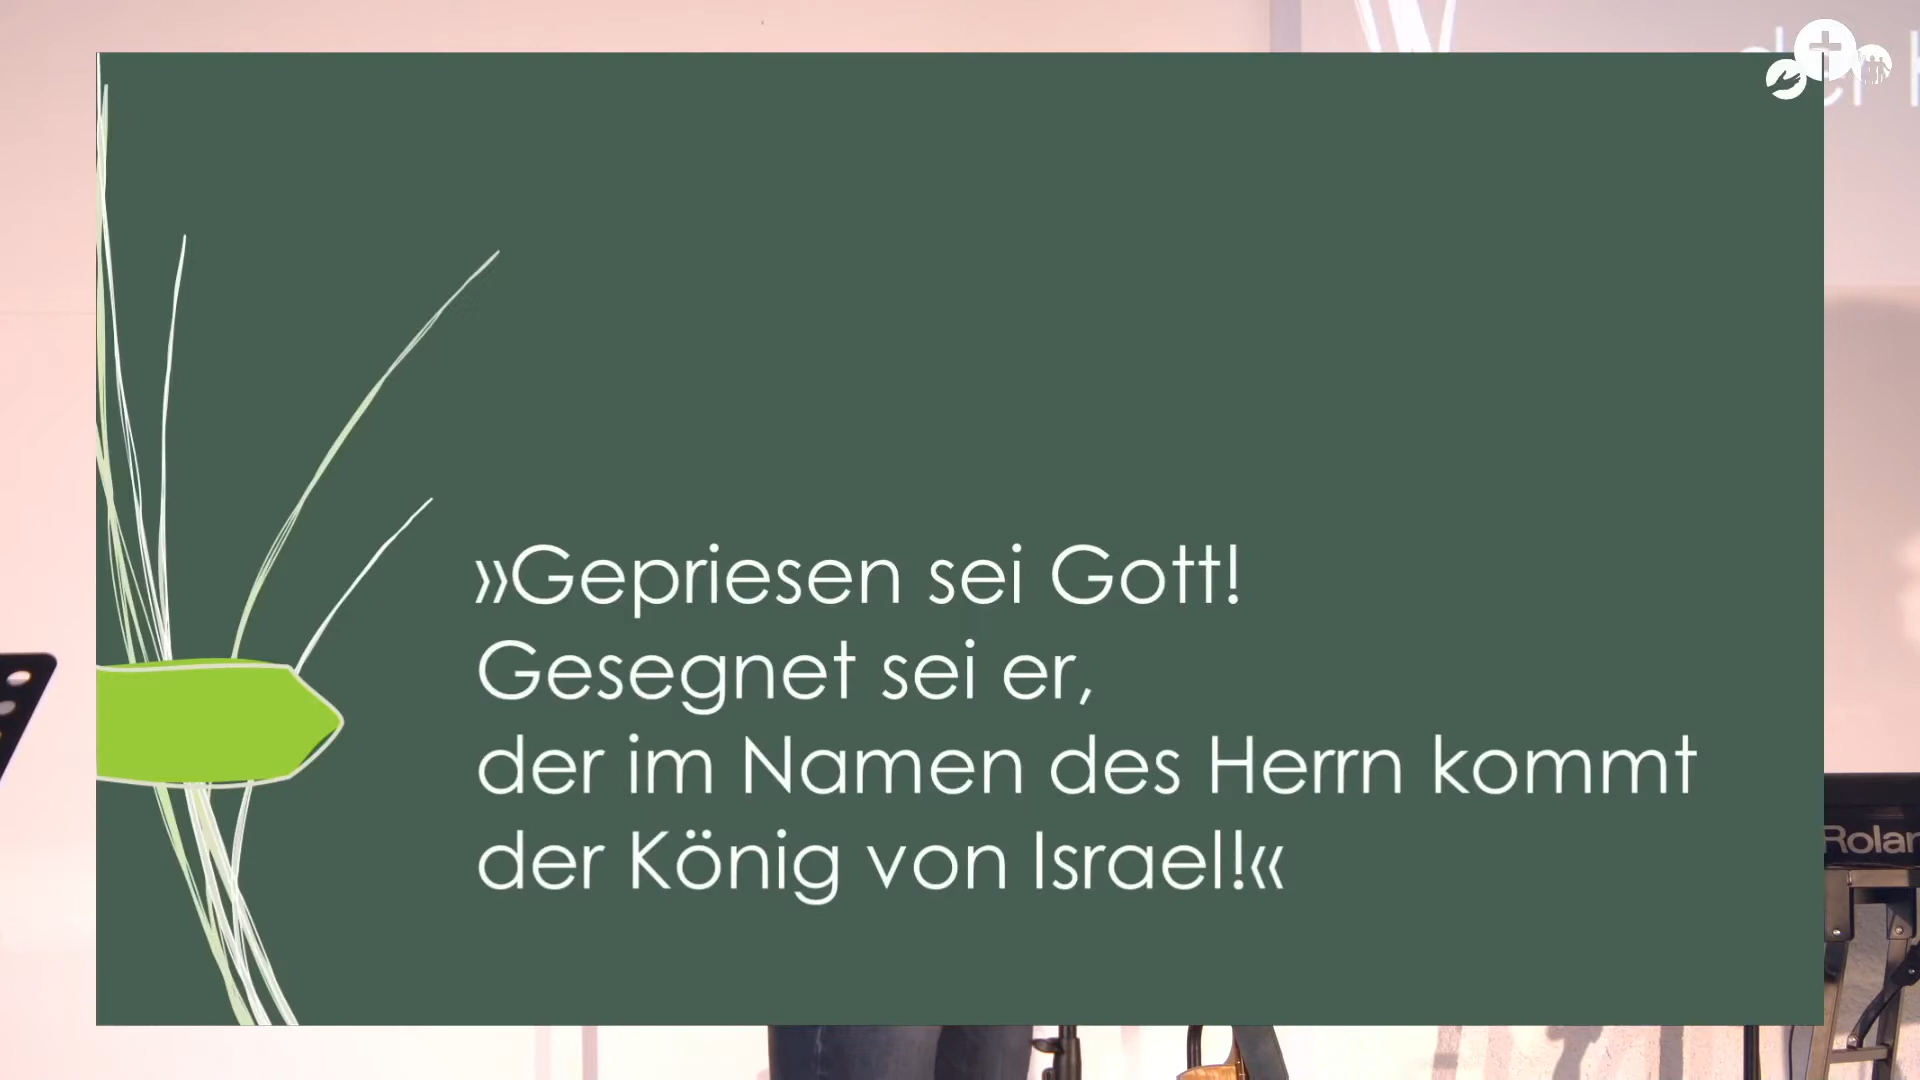 »Gepriesen sei Gott!
Gesegnet sei er,
der im Namen des Herrn kommt
der König von Israel!«